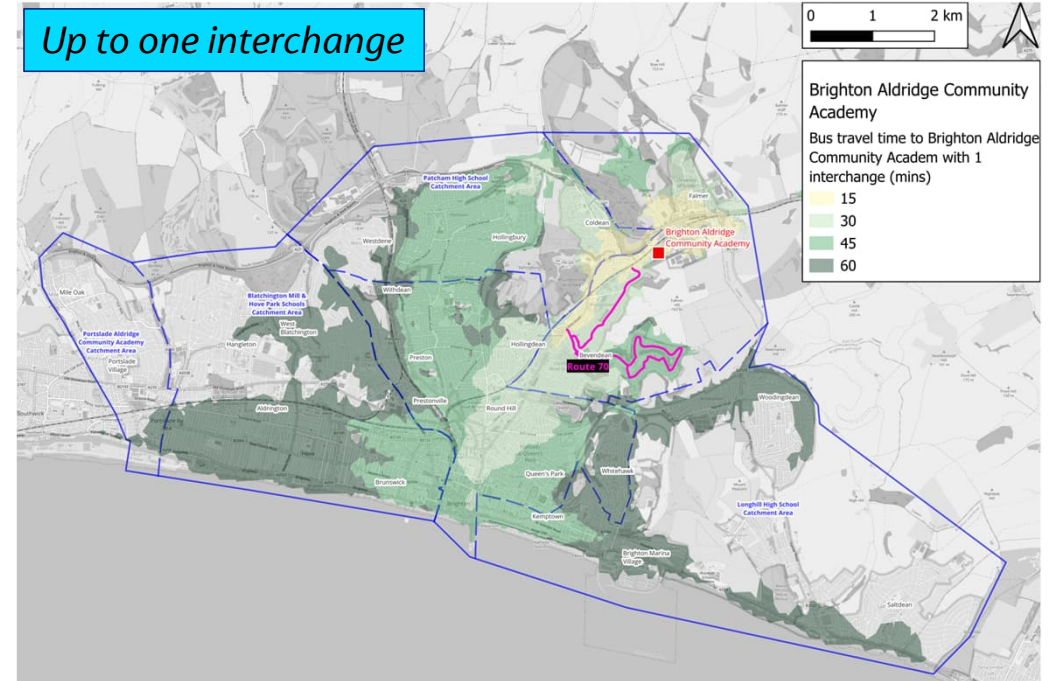 Up to one interchange
0 1 2 km
Brighton Aldridge Community
Academy
Bus travel time to Brighton Aldridge
Community Academ with 1
interchange (mins)
15
30
45
60
Patcham High School
Catchment Area
Falmer
Coldean
Brighton Aldridge
Community Academy
Westdene
Hollingbury
Mile Oak
Withdean
Blatchington Mill &
Hove Park Schools
Catchment Area
West
Blatchington
Portslade Aldridge
Community Academy
Catchment Area
Hangleton
Hollingdean
Portslade
Village
Preston
Bevendean
Route 70
Southwick
Aldrington
Prestonville
Round Hill
Woodingdean
Brunswick
Queen's Park
Whitehawk
Kemptown
Longhill High School
Catchment Area
Brighton Marina
Village
Saltdean